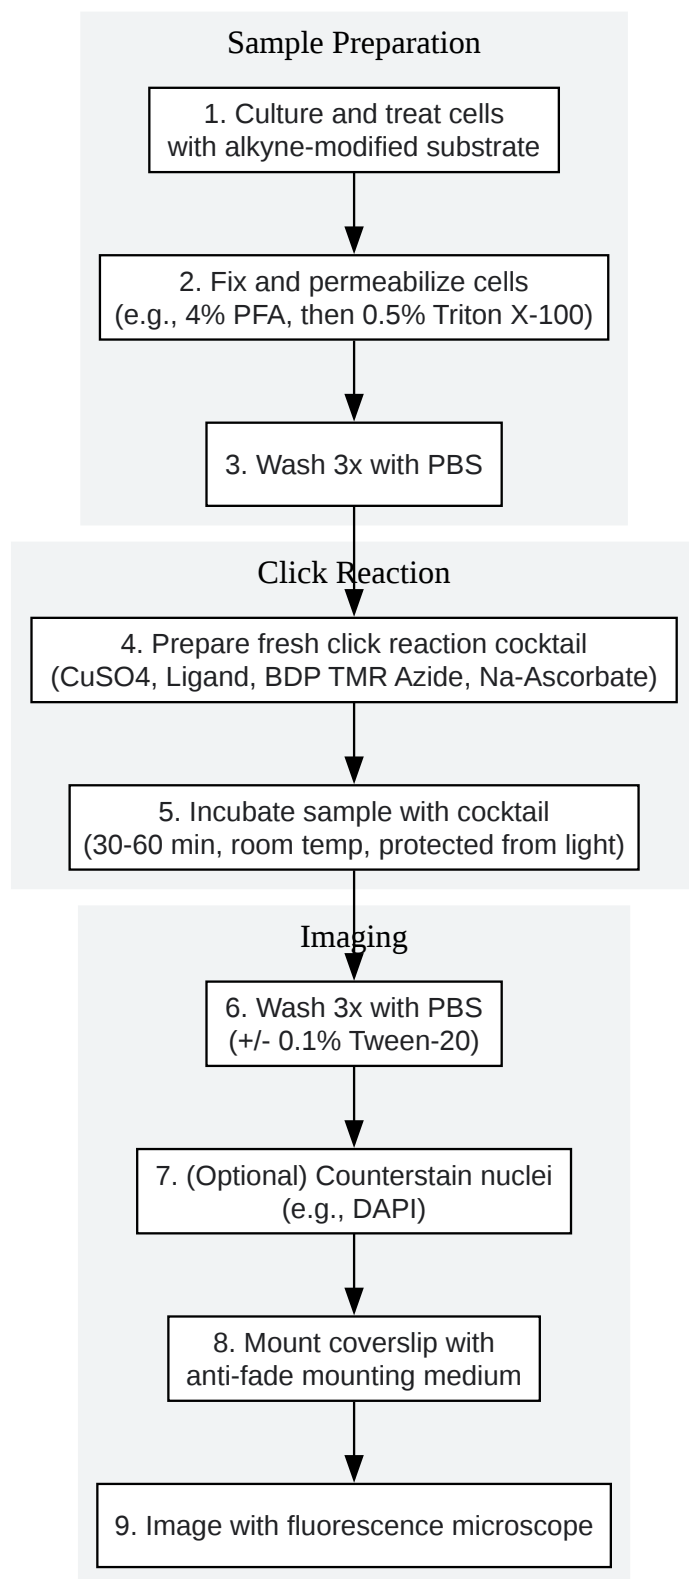 Sample Preparation
1. Culture and treat cells
with alkyne-modified substrate
2. Fix and permeabilize cells
(e.g., 4% PFA, then 0.5% Triton X-100)
3. Wash 3x with PBS
Click Reaction
4. Prepare fresh click reaction cocktail
(CuSO4, Ligand, BDP TMR Azide, Na-Ascorbate)
5. Incubate sample with cocktail
(30-60 min, room temp, protected from light)
Imaging
6. Wash 3x with PBS
(+/- 0.1% Tween-20)
7. (Optional) Counterstain nuclei
(e.g., DAPI)
8. Mount coverslip with
anti-fade mounting medium
9. Image with fluorescence microscope